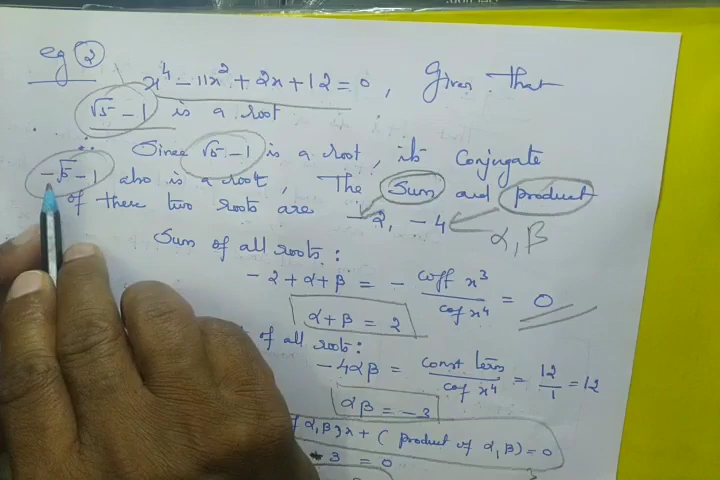 eg ②
x⁴ - 11x² + 2x + 12 = 0, Given that
√5 - 1 is a root
∴ Since √5 - 1 is a root, its Conjugate
-√5 - 1 also is a root, The Sum and product
of these two roots are -2, -4
α, β
Sum of all roots:
-2 + α + β = - coff x³ / cof x⁴ = 0
α + β = 2
of all roots:
-4αβ = const term / cof x⁴ = 12/1 = 12
αβ = -3
of α, β}x + (product of α, β) = 0
3 = 0